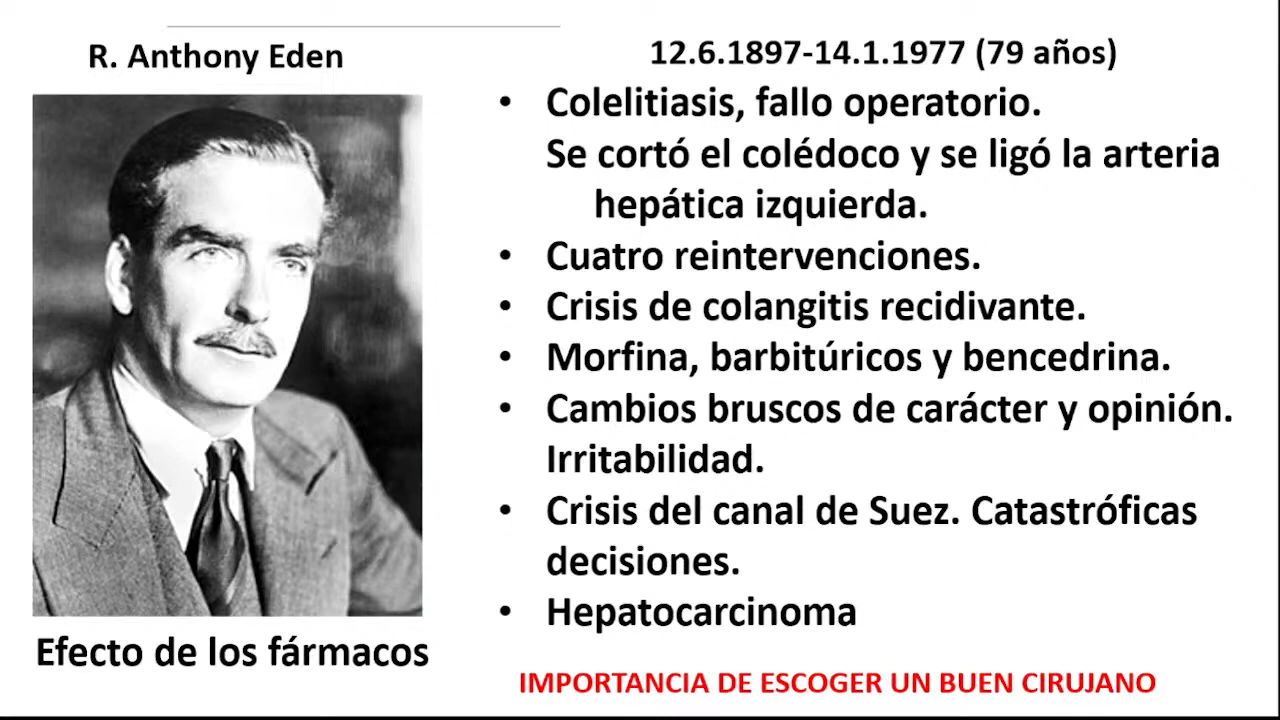 R. Anthony Eden
12.6.1897-14.1.1977 (79 años)
• Colelitiasis, fallo operatorio.
Se cortó el colédoco y se ligó la arteria
hepática izquierda.
• Cuatro reintervenciones.
• Crisis de colangitis recidivante.
• Morfina, barbitúricos y bencedrina.
• Cambios bruscos de carácter y opinión.
Irritabilidad.
• Crisis del canal de Suez. Catastróficas
decisiones.
• Hepatocarcinoma
Efecto de los fármacos
IMPORTANCIA DE ESCOGER UN BUEN CIRUJANO